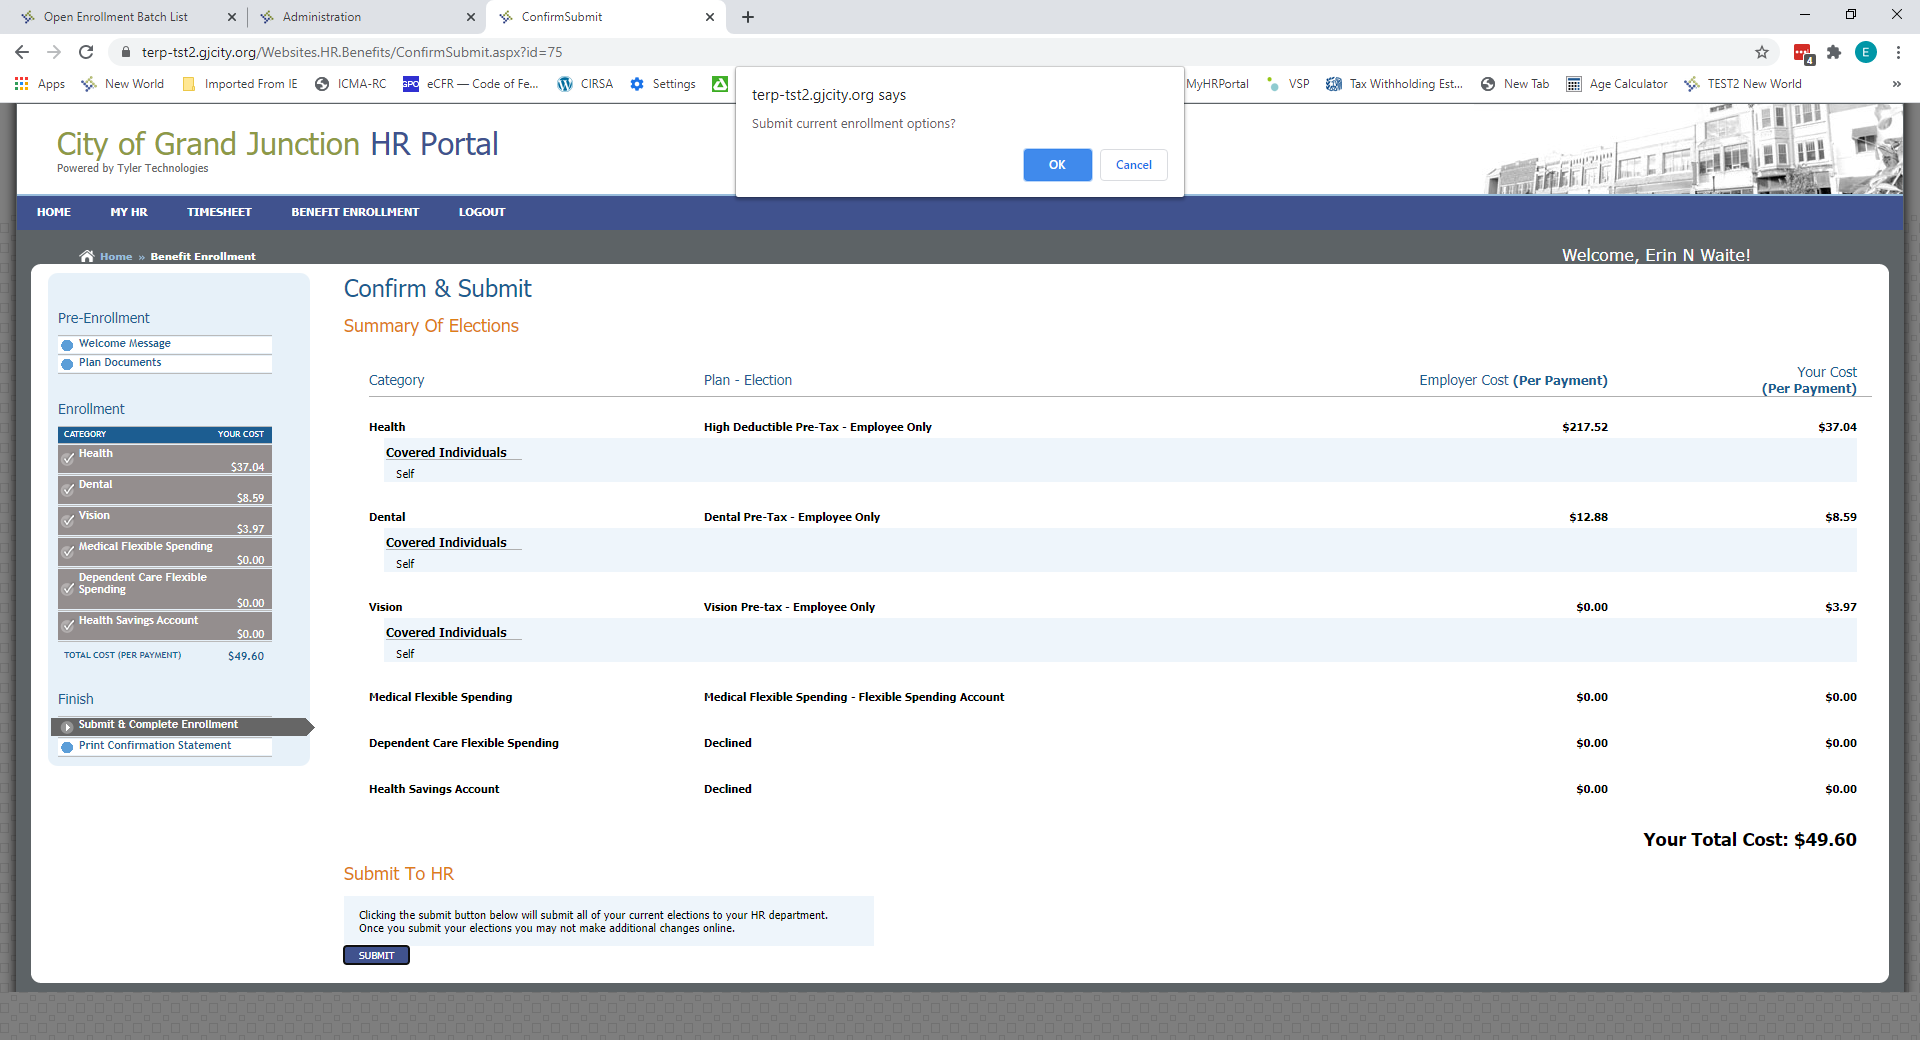 Open Enrollment Batch List
Administration
ConfirmSubmit
terp-tst2.gjcity.org/Websites.HR.Benefits/ConfirmSubmit.aspx?id=75
4
E
Apps
New World
Imported From IE
ICMA-RC
GPO
eCFR — Code of Fe...
CIRSA
Settings
MyHRPortal
VSP
Tax Withholding Est...
New Tab
Age Calculator
TEST2 New World
»
terp-tst2.gjcity.org says
Submit current enrollment options?
OK
Cancel
City of Grand Junction HR Portal
Powered by Tyler Technologies
HOME
MY HR
TIMESHEET
BENEFIT ENROLLMENT
LOGOUT
Home » Benefit Enrollment
Welcome, Erin N Waite!
Pre-Enrollment
Welcome Message
Plan Documents
Enrollment
CATEGORY YOUR COST
Health
$37.04
Dental
$8.59
Vision
$3.97
Medical Flexible Spending
$0.00
Dependent Care Flexible
Spending
$0.00
Health Savings Account
$0.00
TOTAL COST (PER PAYMENT) $49.60
Finish
Submit & Complete Enrollment
Print Confirmation Statement
Confirm & Submit
Summary Of Elections
Category Plan - Election Employer Cost (Per Payment) Your Cost
(Per Payment)
Health High Deductible Pre-Tax - Employee Only $217.52 $37.04
Covered Individuals
Self
Dental Dental Pre-Tax - Employee Only $12.88 $8.59
Covered Individuals
Self
Vision Vision Pre-tax - Employee Only $0.00 $3.97
Covered Individuals
Self
Medical Flexible Spending Medical Flexible Spending - Flexible Spending Account $0.00 $0.00
Dependent Care Flexible Spending Declined $0.00 $0.00
Health Savings Account Declined $0.00 $0.00
Your Total Cost: $49.60
Submit To HR
Clicking the submit button below will submit all of your current elections to your HR department.
Once you submit your elections you may not make additional changes online.
SUBMIT